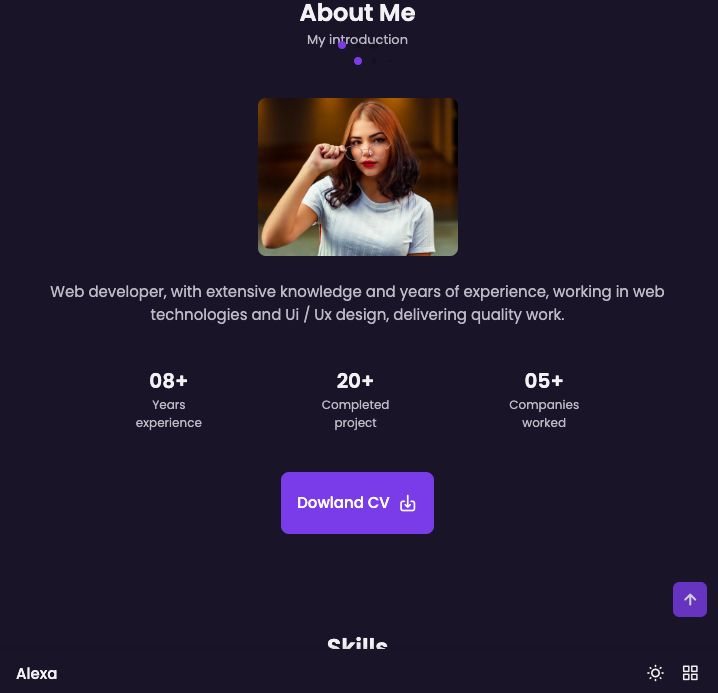 About Me
My introduction
Web developer, with extensive knowledge and years of experience, working in web
technologies and Ui / Ux design, delivering quality work.
08+
Years
experience
20+
Completed
project
05+
Companies
worked
Dowland CV
Skills
Alexa